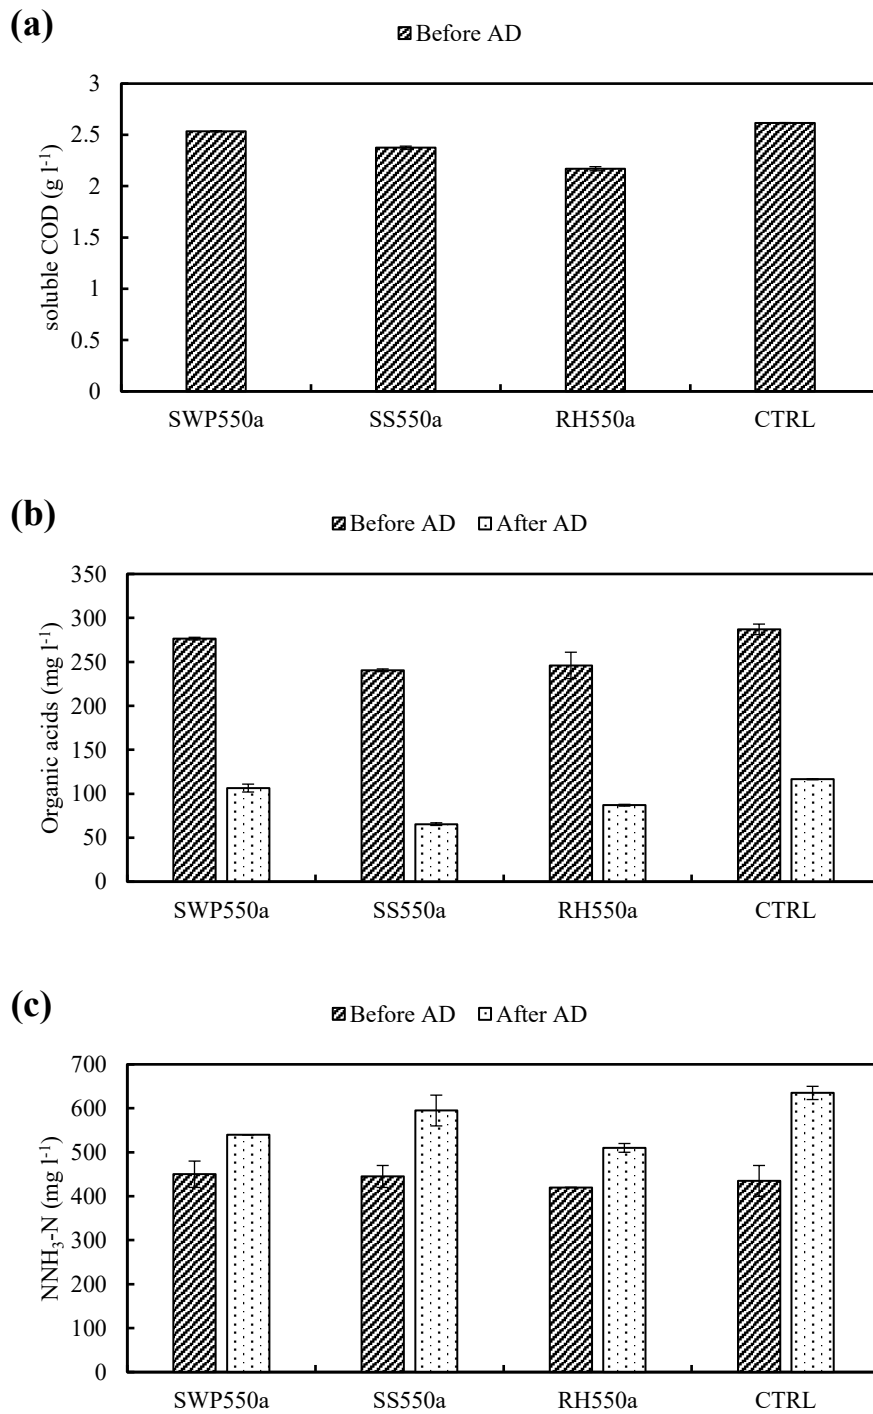 (a)
Before AD
soluble COD (g l-1)
3
2.5
2
1.5
1
0.5
0
SWP550a SS550a RH550a CTRL
(b)
Before AD After AD
Organic acids (mg l-1)
350
300
250
200
150
100
50
0
SWP550a SS550a RH550a CTRL
(c)
Before AD After AD
NNH3-N (mg l-1)
700
600
500
400
300
200
100
0
SWP550a SS550a RH550a CTRL